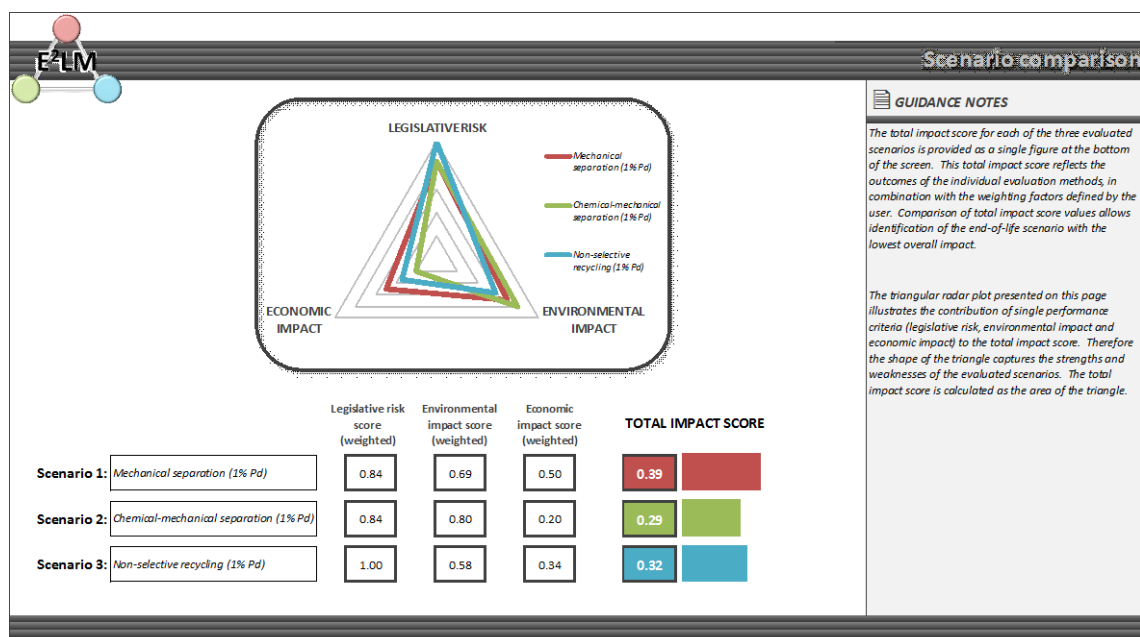 E²LM
Scenario comparison
LEGISLATIVE RISK
Mechanical
separation (1% Pd)
Chemical-mechanical
separation (1% Pd)
Non-selective
recycling (1% Pd)
ECONOMIC
IMPACT
ENVIRONMENTAL
IMPACT
GUIDANCE NOTES
The total impact score for each of the three evaluated
scenarios is provided as a single figure at the bottom
of the screen. This total impact score reflects the
outcomes of the individual evaluation methods, in
combination with the weighting factors defined by the
user. Comparison of total impact score values allows
identification of the end-of-life scenario with the
lowest overall impact.
The triangular radar plot presented on this page
illustrates the contribution of single performance
criteria (legislative risk, environmental impact and
economic impact) to the total impact score. Therefore
the shape of the triangle captures the strengths and
weaknesses of the evaluated scenarios. The total
impact score is calculated as the area of the triangle.
Legislative risk
score
(weighted)
Environmental
impact score
(weighted)
Economic
impact score
(weighted)
TOTAL IMPACT SCORE
Scenario 1: Mechanical separation (1% Pd) 0.84 0.69 0.50 0.39
Scenario 2: Chemical-mechanical separation (1% Pd) 0.84 0.80 0.20 0.29
Scenario 3: Non-selective recycling (1% Pd) 1.00 0.58 0.34 0.32